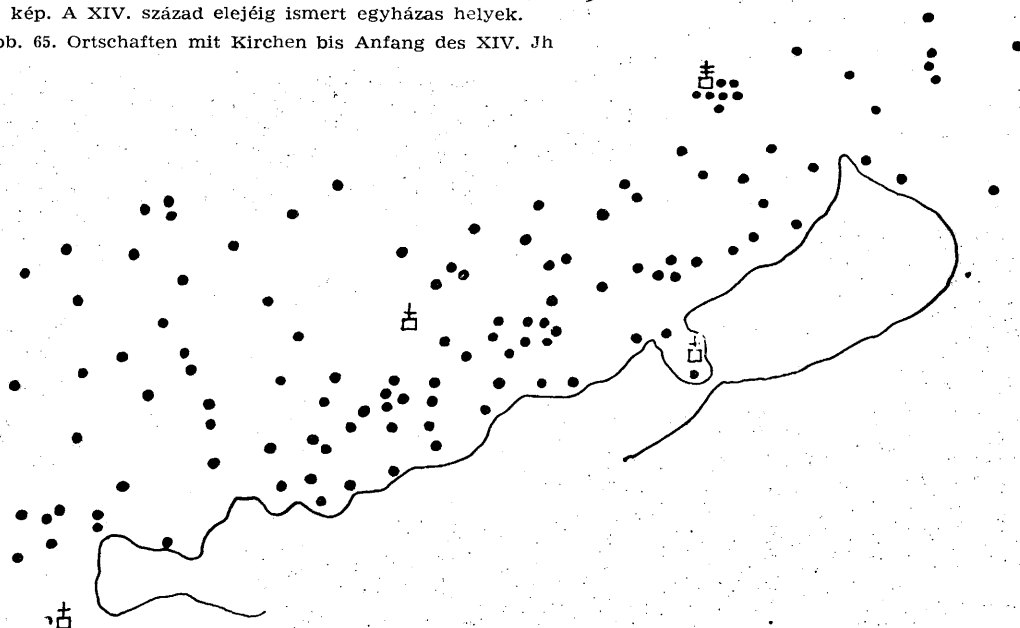 kép. A XIV. század elejéig ismert egyházas helyek.
bb. 65. Ortschaften mit Kirchen bis Anfang des XIV. Jh